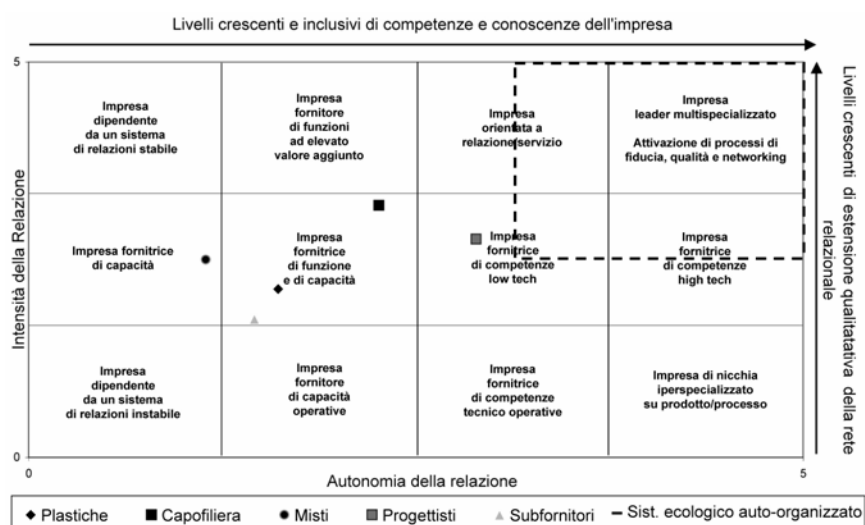 Livelli crescenti e inclusivi di competenze e conoscenze dell'impresa
5
Impresa
dipendente
da un sistema
di relazioni stabile
Impresa
fornitore
di funzioni
ad elevato
valore aggiunto
Impresa
orientata a
relazione/servizio
Impresa
leader multispecializzato
Attivazione di processi di
fiducia, qualità e networking
Impresa fornitrice
di capacità
Impresa
fornitrice
di funzione
e di capacità
Impresa
fornitrice
di competenze
low tech
Impresa
fornitrice
di competenze
high tech
Impresa
dipendente
da un sistema
di relazioni instabile
Impresa
fornitore
di capacità
operative
Impresa
fornitrice
di competenze
tecnico operative
Impresa di nicchia
iperspecializzato
su prodotto/processo
Intensità della Relazione
Livelli crescenti di estensione qualitatativa della rete
relazionale
0
0
Autonomia della relazione
5
Plastiche Capofiliera Misti Progettisti Subfornitori Sist. ecologico auto-organizzato